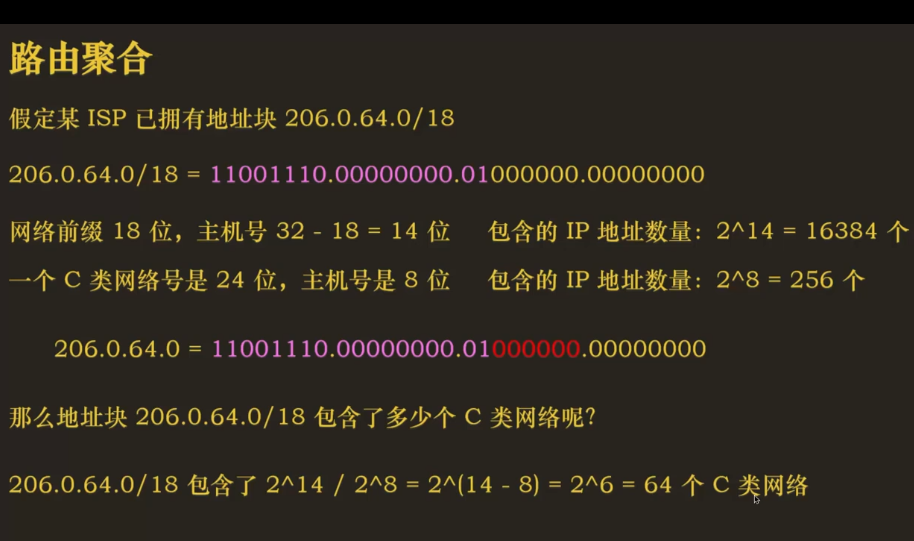 路由聚合
假定某 ISP 已拥有地址块 206.0.64.0/18
206.0.64.0/18 = 11001110.00000000.01000000.00000000
网络前缀 18 位，主机号 32 - 18 = 14 位 包含的 IP 地址数量：2^14 = 16384 个
一个 C 类网络号是 24 位，主机号是 8 位 包含的 IP 地址数量：2^8 = 256 个
206.0.64.0 = 11001110.00000000.01000000.00000000
那么地址块 206.0.64.0/18 包含了多少个 C 类网络呢？
206.0.64.0/18 包含了 2^14 / 2^8 = 2^(14 - 8) = 2^6 = 64 个 C 类网络